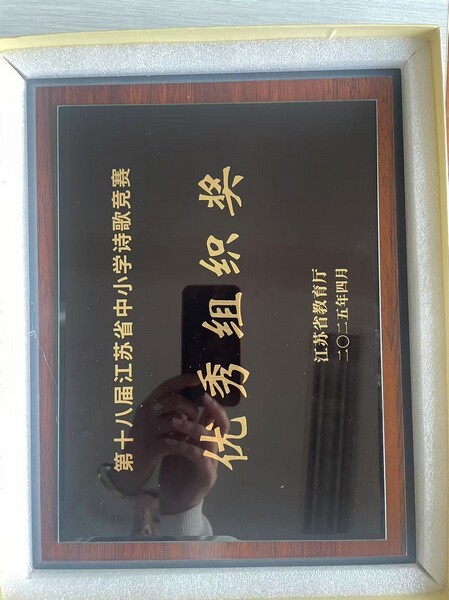 第十八届江苏省中小学诗歌竞赛
优秀组织奖
江苏省教育厅
二〇二五年四月